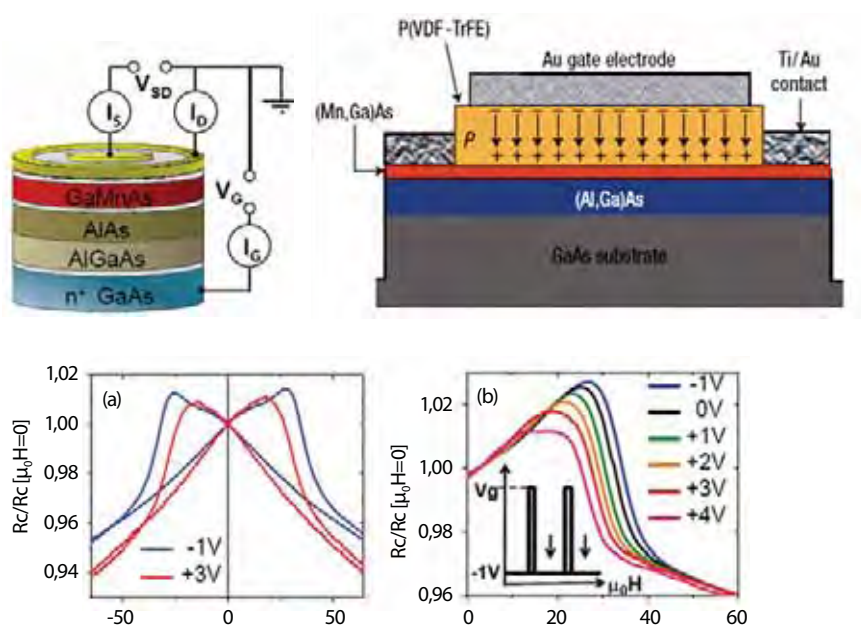 V_SD
I_S
I_D
V_G
I_G
GaMnAs
AlAs
AlGaAs
n⁺ GaAs
P(VDF-TrFE)
Au gate electrode
Ti/Au
contact
(Mn,Ga)As
P
(Al,Ga)As
GaAs substrate
1,02
1,00
0,98
0,96
0,94
Rc/Rc [μ₀H=0]
(a)
-1V
+3V
-50
0
50
1,02
1,00
0,98
0,96
Rc/Rc [μ₀H=0]
(b)
-1V
0V
+1V
+2V
+3V
+4V
Vg
-1V
μ₀H
0
20
40
60